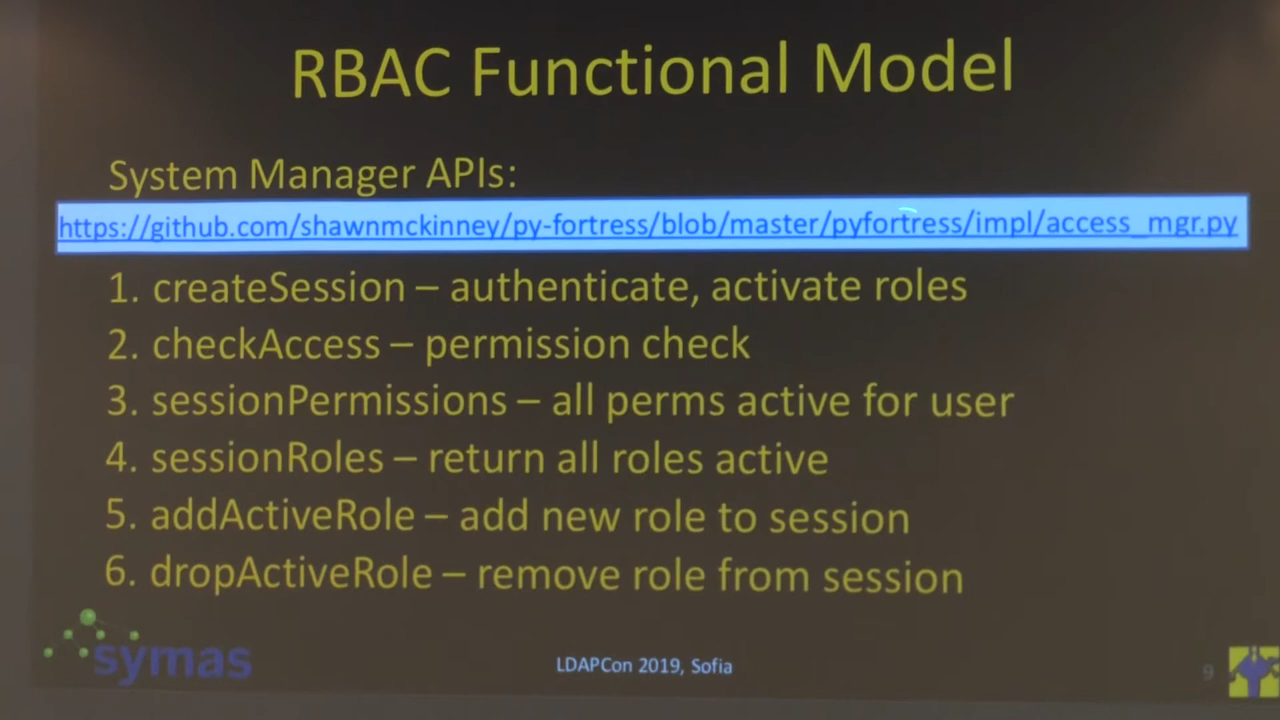 RBAC Functional Model
System Manager APIs:
https://github.com/shawnmckinney/py-fortress/blob/master/pyfortress/impl/access_mgr.py
1. createSession – authenticate, activate roles
2. checkAccess – permission check
3. sessionPermissions – all perms active for user
4. sessionRoles – return all roles active
5. addActiveRole – add new role to session
6. dropActiveRole – remove role from session
symas
LDAPCon 2019, Sofia
9